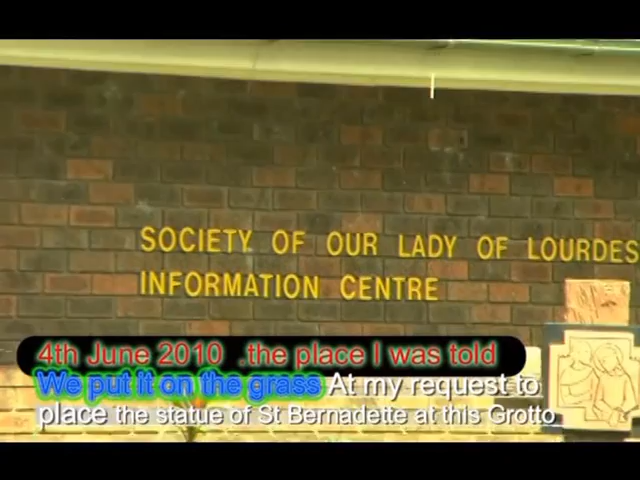 SOCIETY OF OUR LADY OF LOURDES
INFORMATION CENTRE
4th June 2010 .the place I was told
We put it on the grass At my request to
place the statue of St Bernadette at this Grotto